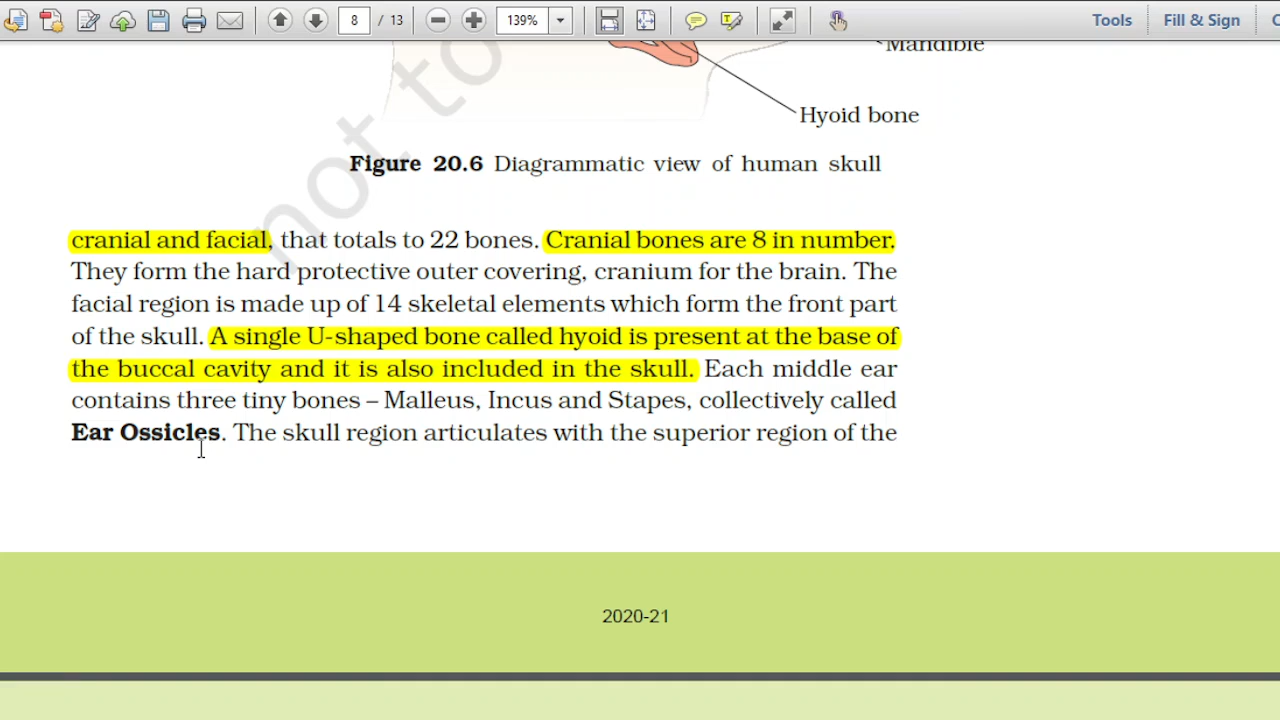 8 / 13 139% Tools Fill & Sign
Mandible
Hyoid bone
not to
Figure 20.6 Diagrammatic view of human skull
cranial and facial, that totals to 22 bones. Cranial bones are 8 in number.
They form the hard protective outer covering, cranium for the brain. The
facial region is made up of 14 skeletal elements which form the front part
of the skull. A single U-shaped bone called hyoid is present at the base of
the buccal cavity and it is also included in the skull. Each middle ear
contains three tiny bones – Malleus, Incus and Stapes, collectively called
Ear Ossicles. The skull region articulates with the superior region of the
2020-21